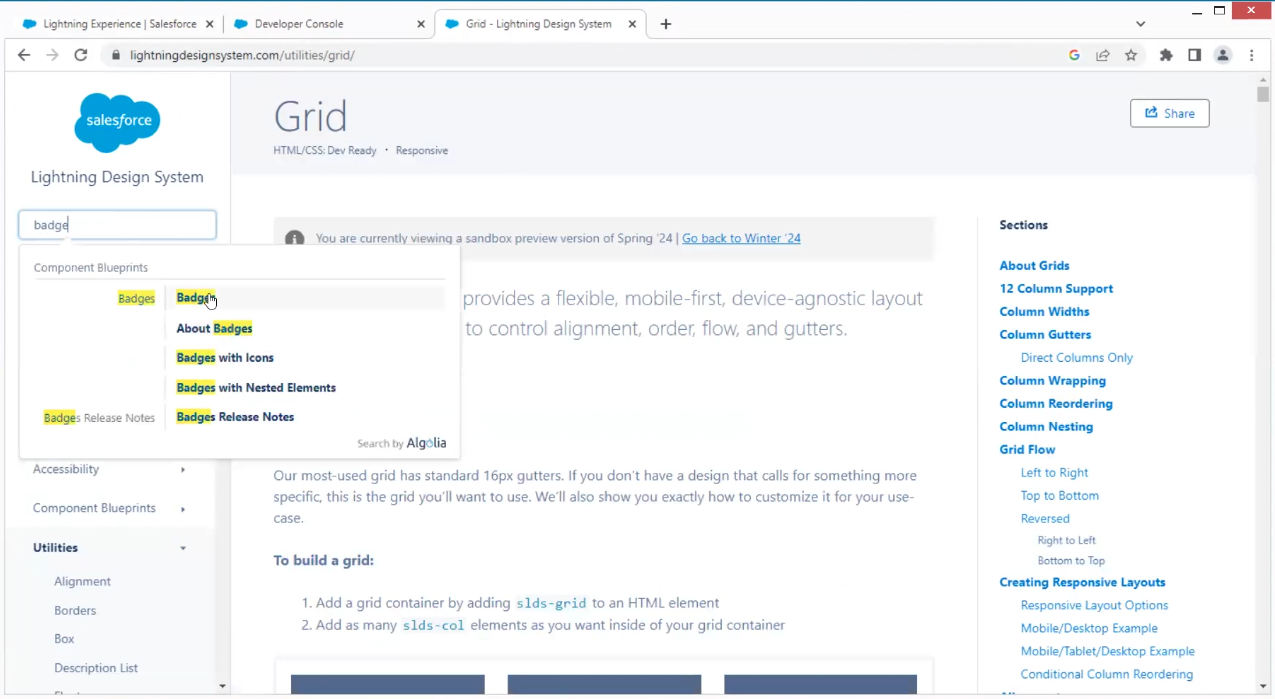 Lightning Experience | Salesforce
Developer Console
Grid - Lightning Design System
lightningdesignsystem.com/utilities/grid/
salesforce
Lightning Design System
badge
Component Blueprints
Badges
Badges Release Notes
About Badges
Badges with Icons
Badges with Nested Elements
Badges Release Notes
Search by Algolia
Accessibility
Component Blueprints
Utilities
Alignment
Borders
Box
Description List
Grid
HTML/CSS: Dev Ready · Responsive
Share
You are currently viewing a sandbox preview version of Spring '24 | Go back to Winter '24
provides a flexible, mobile-first, device-agnostic layout
to control alignment, order, flow, and gutters.
Our most-used grid has standard 16px gutters. If you don't have a design that calls for something more
specific, this is the grid you'll want to use. We'll also show you exactly how to customize it for your use-
case.
To build a grid:
1. Add a grid container by adding slds-grid to an HTML element
2. Add as many slds-col elements as you want inside of your grid container
Sections
About Grids
12 Column Support
Column Widths
Column Gutters
Direct Columns Only
Column Wrapping
Column Reordering
Column Nesting
Grid Flow
Left to Right
Top to Bottom
Reversed
Right to Left
Bottom to Top
Creating Responsive Layouts
Responsive Layout Options
Mobile/Desktop Example
Mobile/Tablet/Desktop Example
Conditional Column Reordering